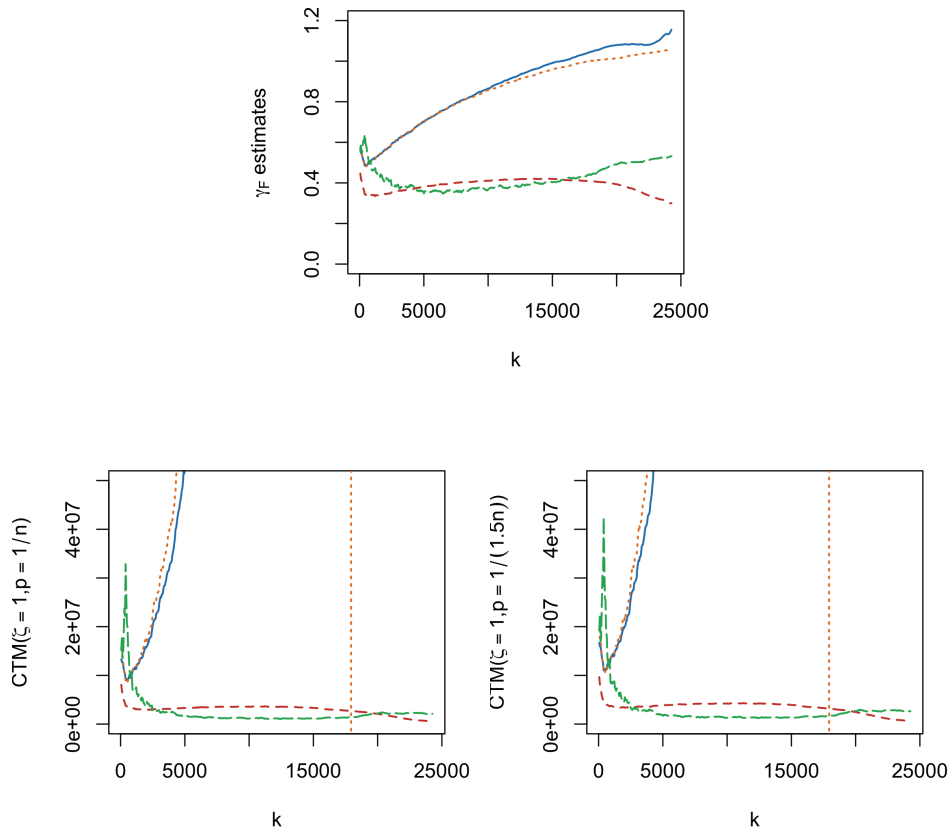 γF estimates
1.2
0.8
0.4
0.0
0 5000 15000 25000
k
CTM(ζ = 1,p = 1/n)
4e+07
2e+07
0e+00
0 5000 15000 25000
k
CTM(ζ = 1,p = 1/(1.5n))
4e+07
2e+07
0e+00
0 5000 15000 25000
k